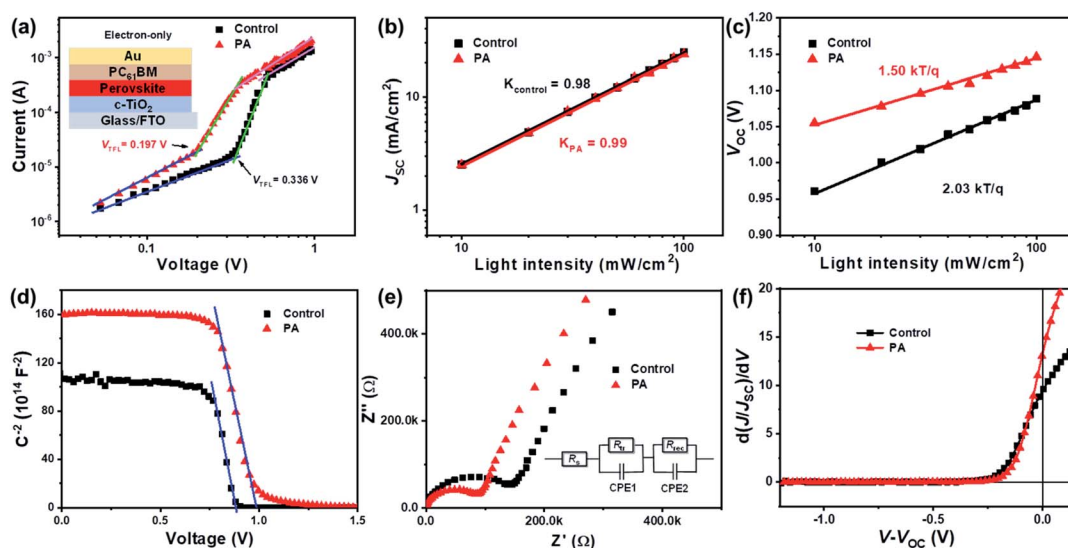 (a)
Electron-only
Control
PA
Au
PC61BM
Perovskite
c-TiO2
Glass/FTO
VTFL= 0.197 V
VTFL= 0.336 V
Current (A)
10-3
10-4
10-5
10-6
0.1
1
Voltage (V)
(b)
Control
PA
Kcontrol = 0.98
KPA = 0.99
JSC (mA/cm2)
10
1
10
100
Light intensity (mW/cm2)
(c)
Control
PA
1.50 kT/q
2.03 kT/q
VOC (V)
1.20
1.15
1.10
1.05
1.00
0.95
0.90
10
100
Light intensity (mW/cm2)
(d)
Control
PA
C-2 (1014 F-2)
160
120
80
40
0
0.0
0.5
1.0
1.5
Voltage (V)
(e)
Control
PA
Rs
Rtr
Rrec
CPE1
CPE2
Z'' (Ω)
400.0k
200.0k
0.0
0.0
200.0k
400.0k
Z' (Ω)
(f)
Control
PA
d(J/JSC)/dV
20
15
10
5
0
-1.0
-0.5
0.0
V-VOC (V)